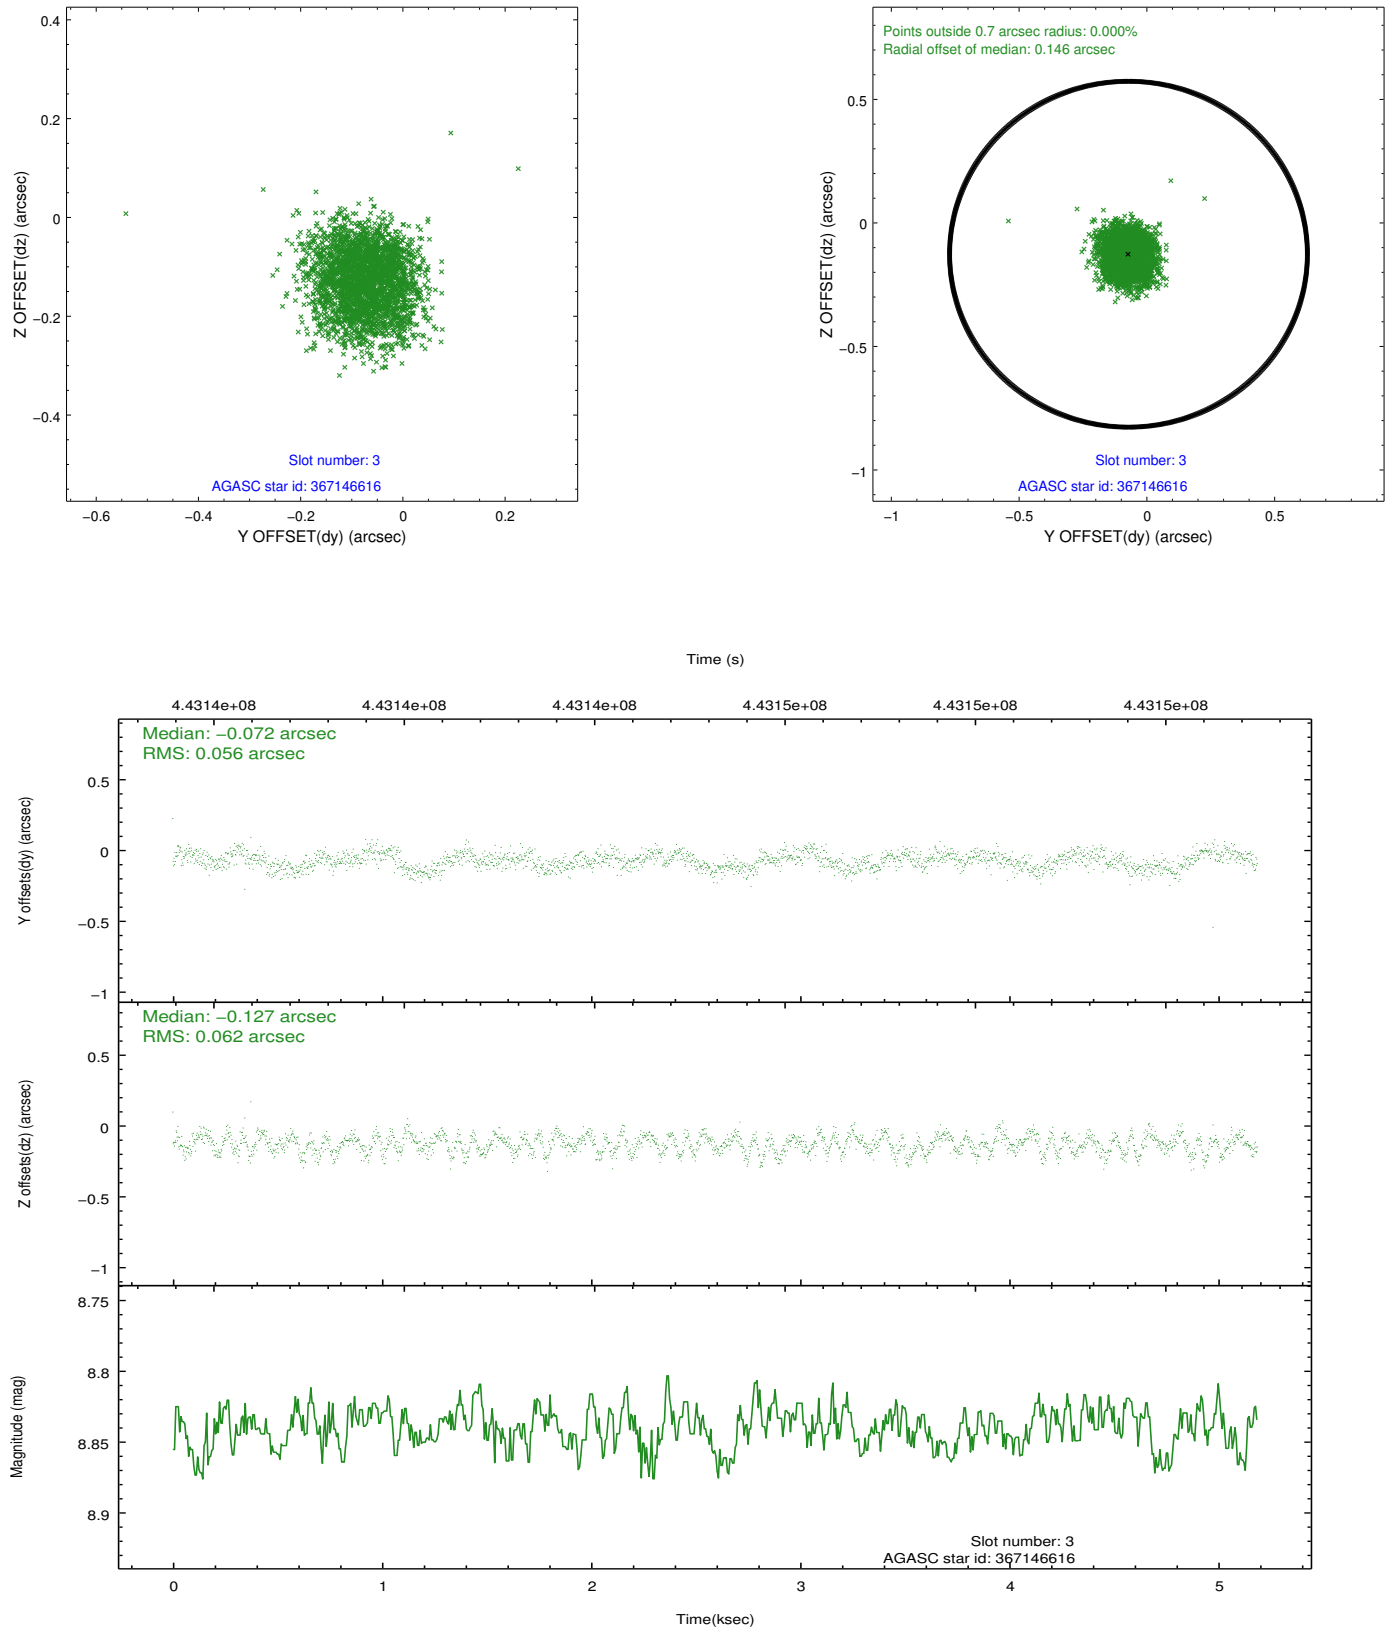 0.4
0.2
0
−0.2
−0.4
Z OFFSET(dz) (arcsec)
Slot number: 3
AGASC star id: 367146616
−0.6 −0.4 −0.2 0 0.2
Y OFFSET(dy) (arcsec)
Points outside 0.7 arcsec radius: 0.000%
Radial offset of median: 0.146 arcsec
0.5
0
−0.5
−1
Z OFFSET(dz) (arcsec)
Slot number: 3
AGASC star id: 367146616
−1 −0.5 0 0.5
Y OFFSET(dy) (arcsec)
Time (s)
4.4314e+08 4.4314e+08 4.4314e+08 4.4315e+08 4.4315e+08 4.4315e+08
Median: −0.072 arcsec
RMS: 0.056 arcsec
0.5
0
−0.5
−1
Y offsets(dy) (arcsec)
Median: −0.127 arcsec
RMS: 0.062 arcsec
0.5
0
−0.5
−1
Z offsets(dz) (arcsec)
8.75
8.8
8.85
8.9
Magnitude (mag)
Slot number: 3
AGASC star id: 367146616
0 1 2 3 4 5
Time(ksec)